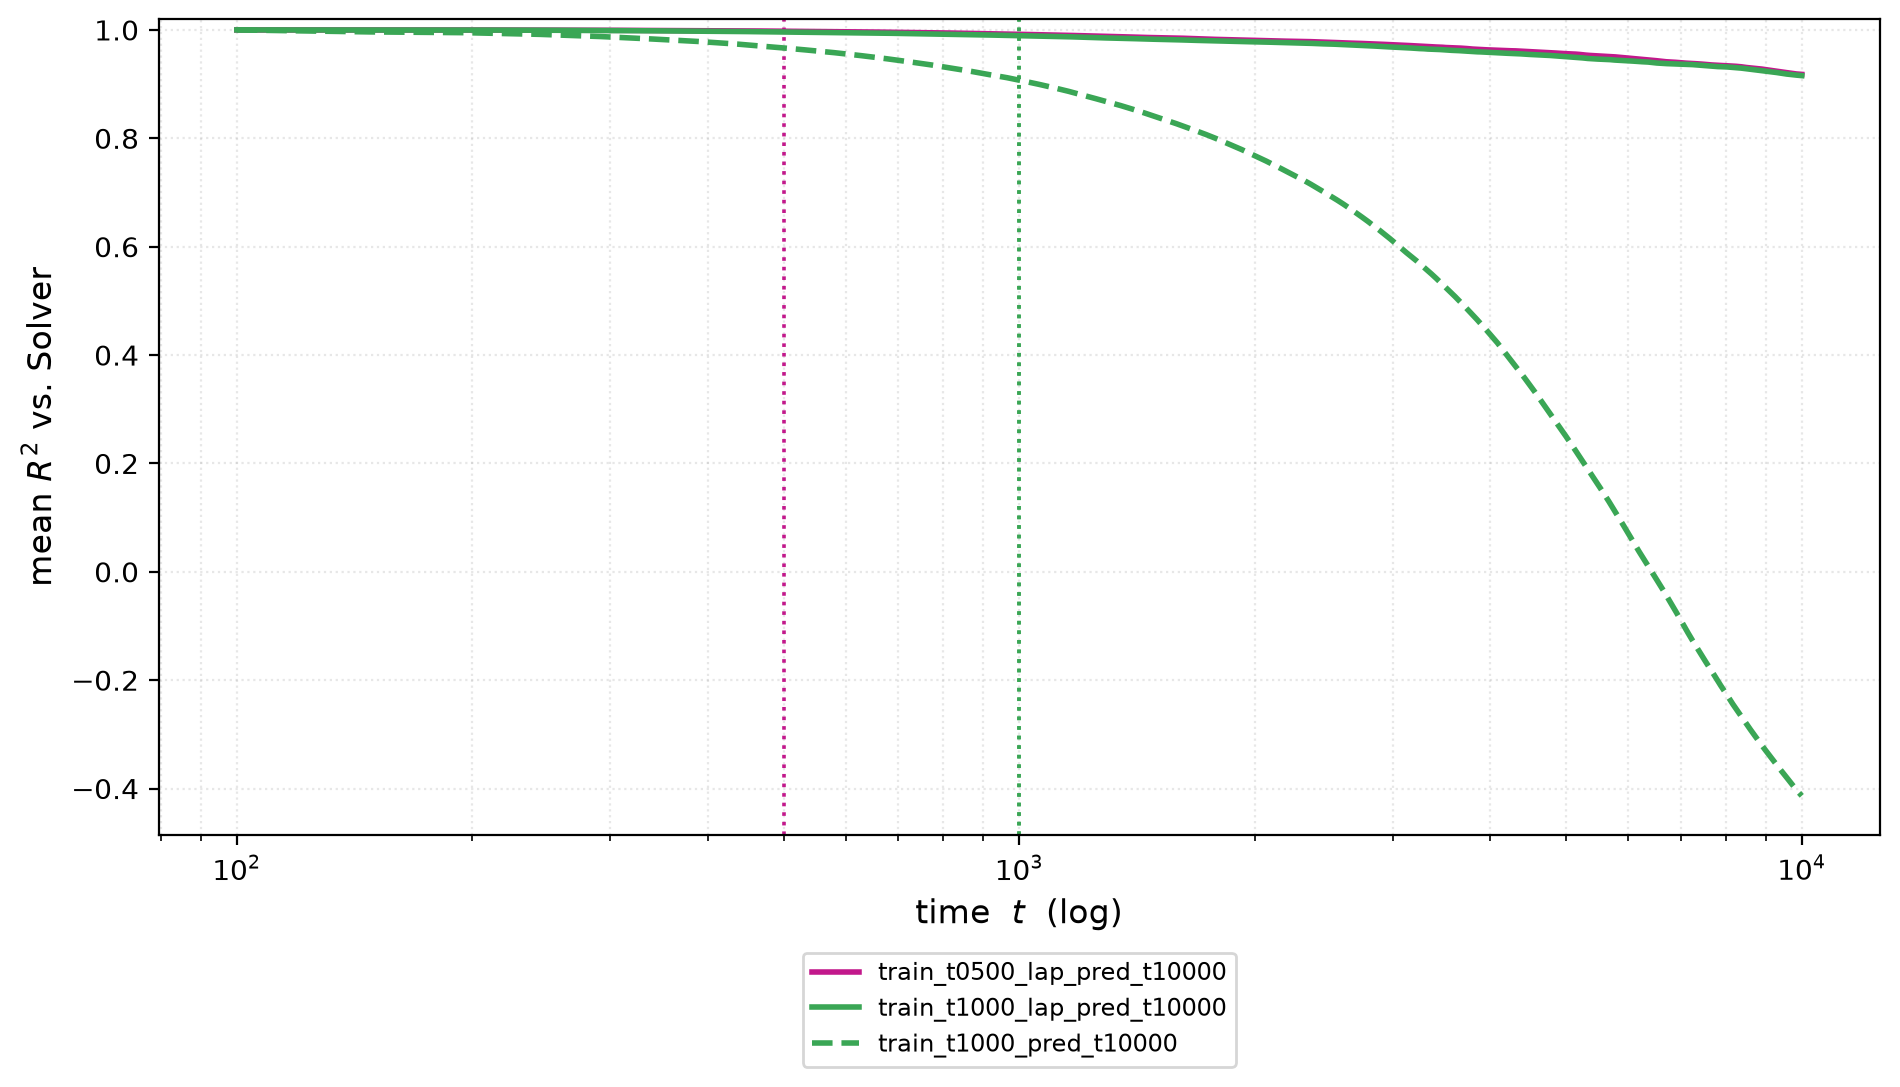 1.0
0.8
0.6
0.4
0.2
0.0
−0.2
−0.4
mean R² vs. Solver
10² 10³ 10⁴
time t (log)
train_t0500_lap_pred_t10000
train_t1000_lap_pred_t10000
train_t1000_pred_t10000